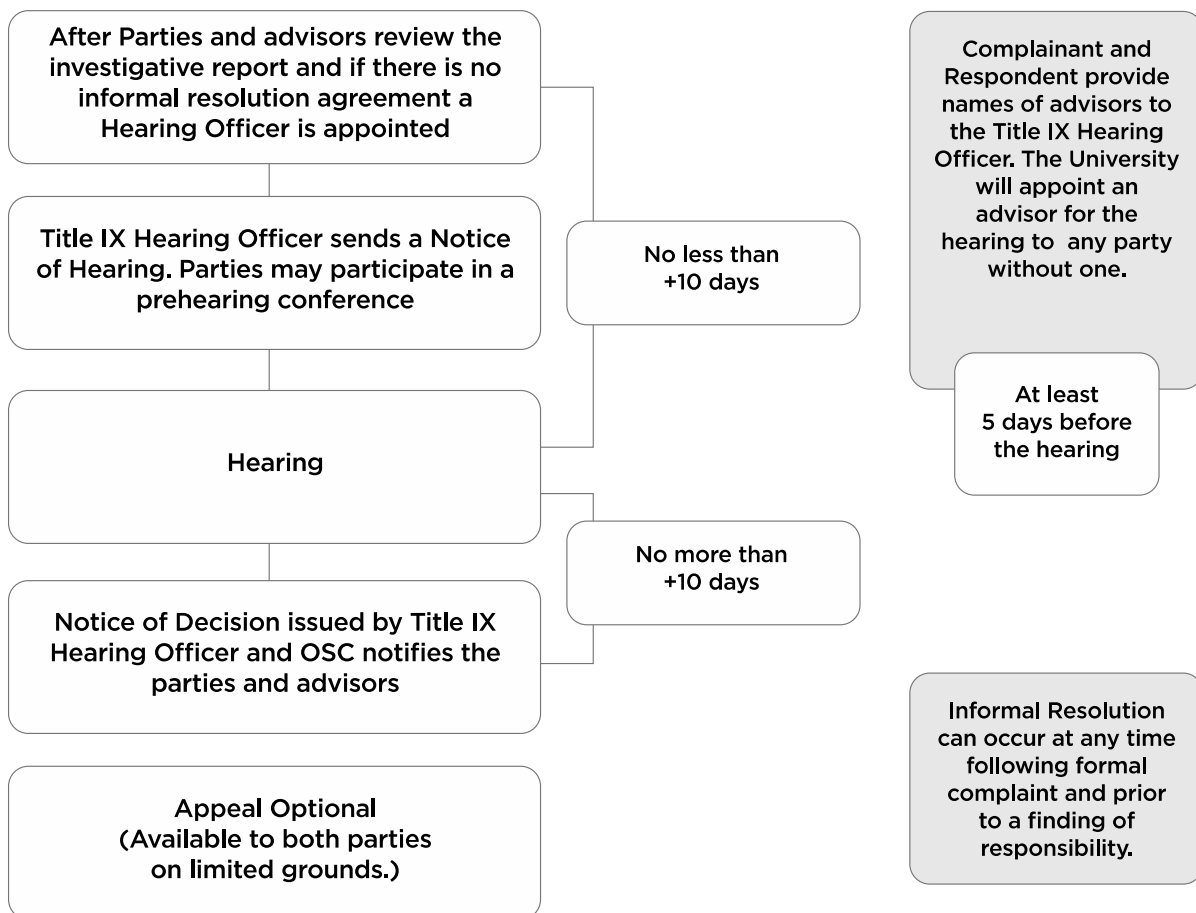 After Parties and advisors review the
investigative report and if there is no
informal resolution agreement a
Hearing Officer is appointed
Title IX Hearing Officer sends a Notice
of Hearing. Parties may participate in a
prehearing conference
No less than
+10 days
Hearing
No more than
+10 days
Notice of Decision issued by Title IX
Hearing Officer and OSC notifies the
parties and advisors
Appeal Optional
(Available to both parties
on limited grounds.)
Complainant and
Respondent provide
names of advisors to
the Title IX Hearing
Officer. The University
will appoint an
advisor for the
hearing to any party
without one.
At least
5 days before
the hearing
Informal Resolution
can occur at any time
following formal
complaint and prior
to a finding of
responsibility.